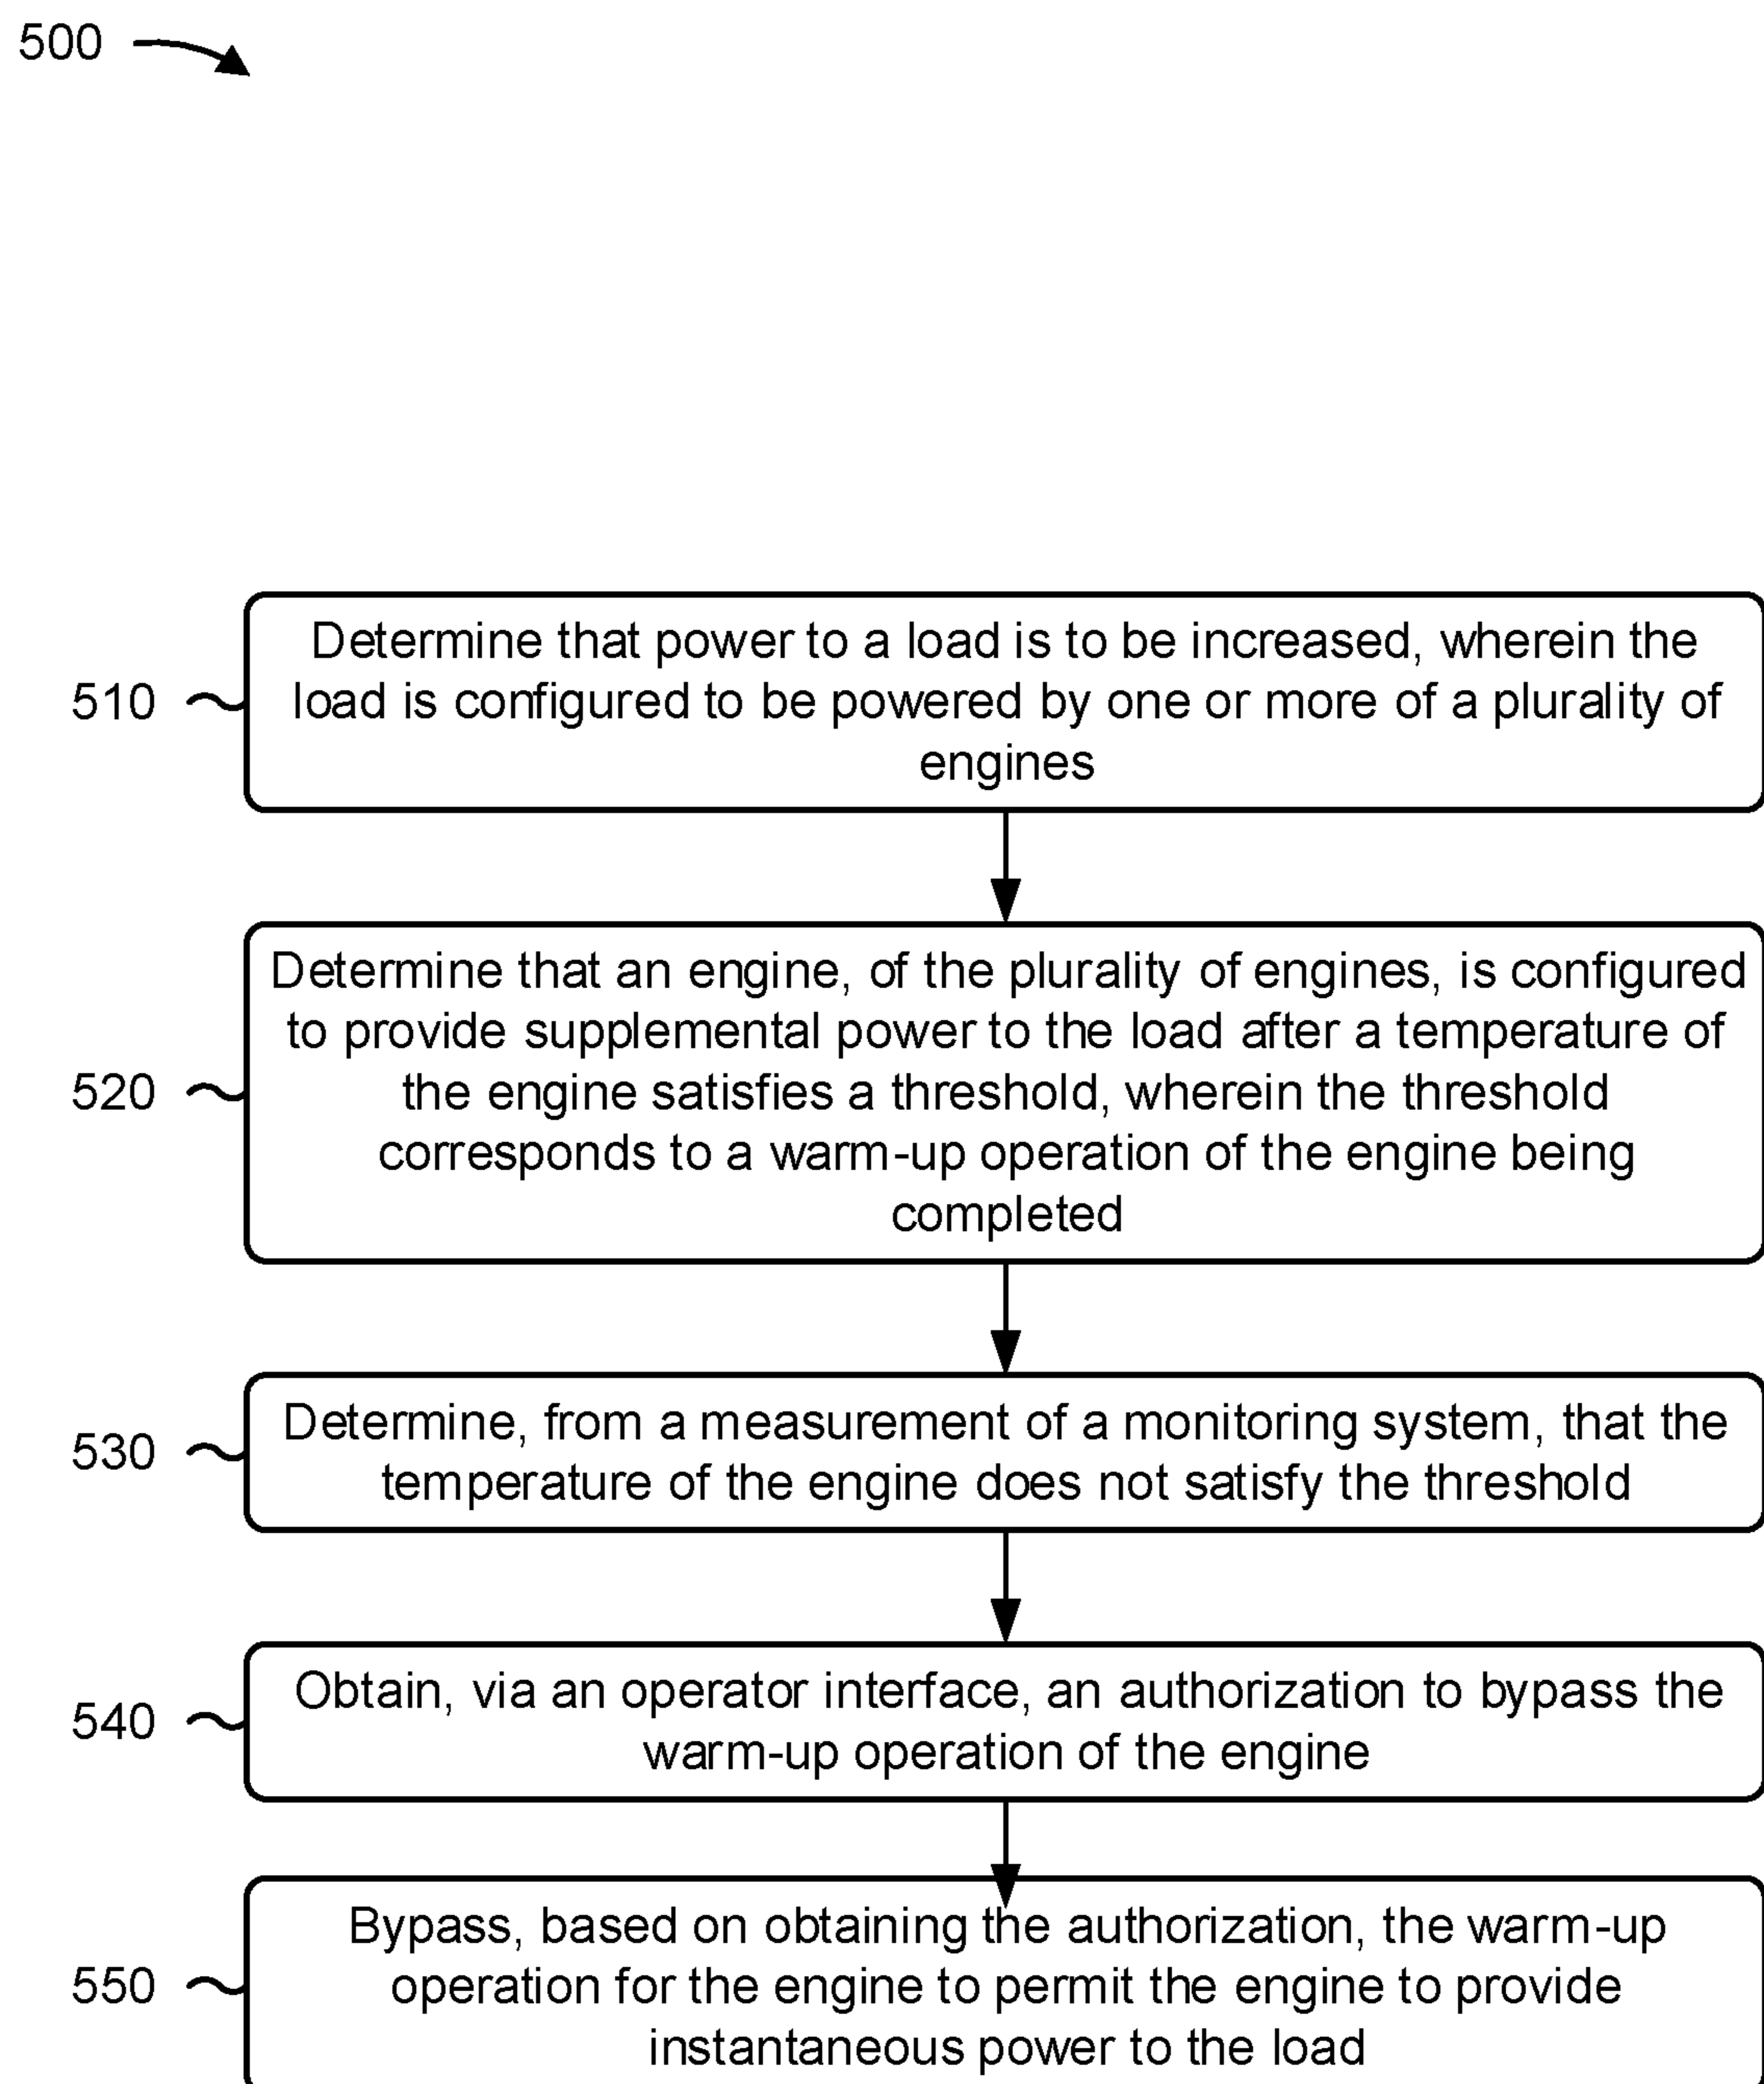 500
510
Determine that power to a load is to be increased, wherein the
load is configured to be powered by one or more of a plurality of
engines
520
Determine that an engine, of the plurality of engines, is configured
to provide supplemental power to the load after a temperature of
the engine satisfies a threshold, wherein the threshold
corresponds to a warm-up operation of the engine being
completed
530
Determine, from a measurement of a monitoring system, that the
temperature of the engine does not satisfy the threshold
540
Obtain, via an operator interface, an authorization to bypass the
warm-up operation of the engine
550
Bypass, based on obtaining the authorization, the warm-up
operation for the engine to permit the engine to provide
instantaneous power to the load